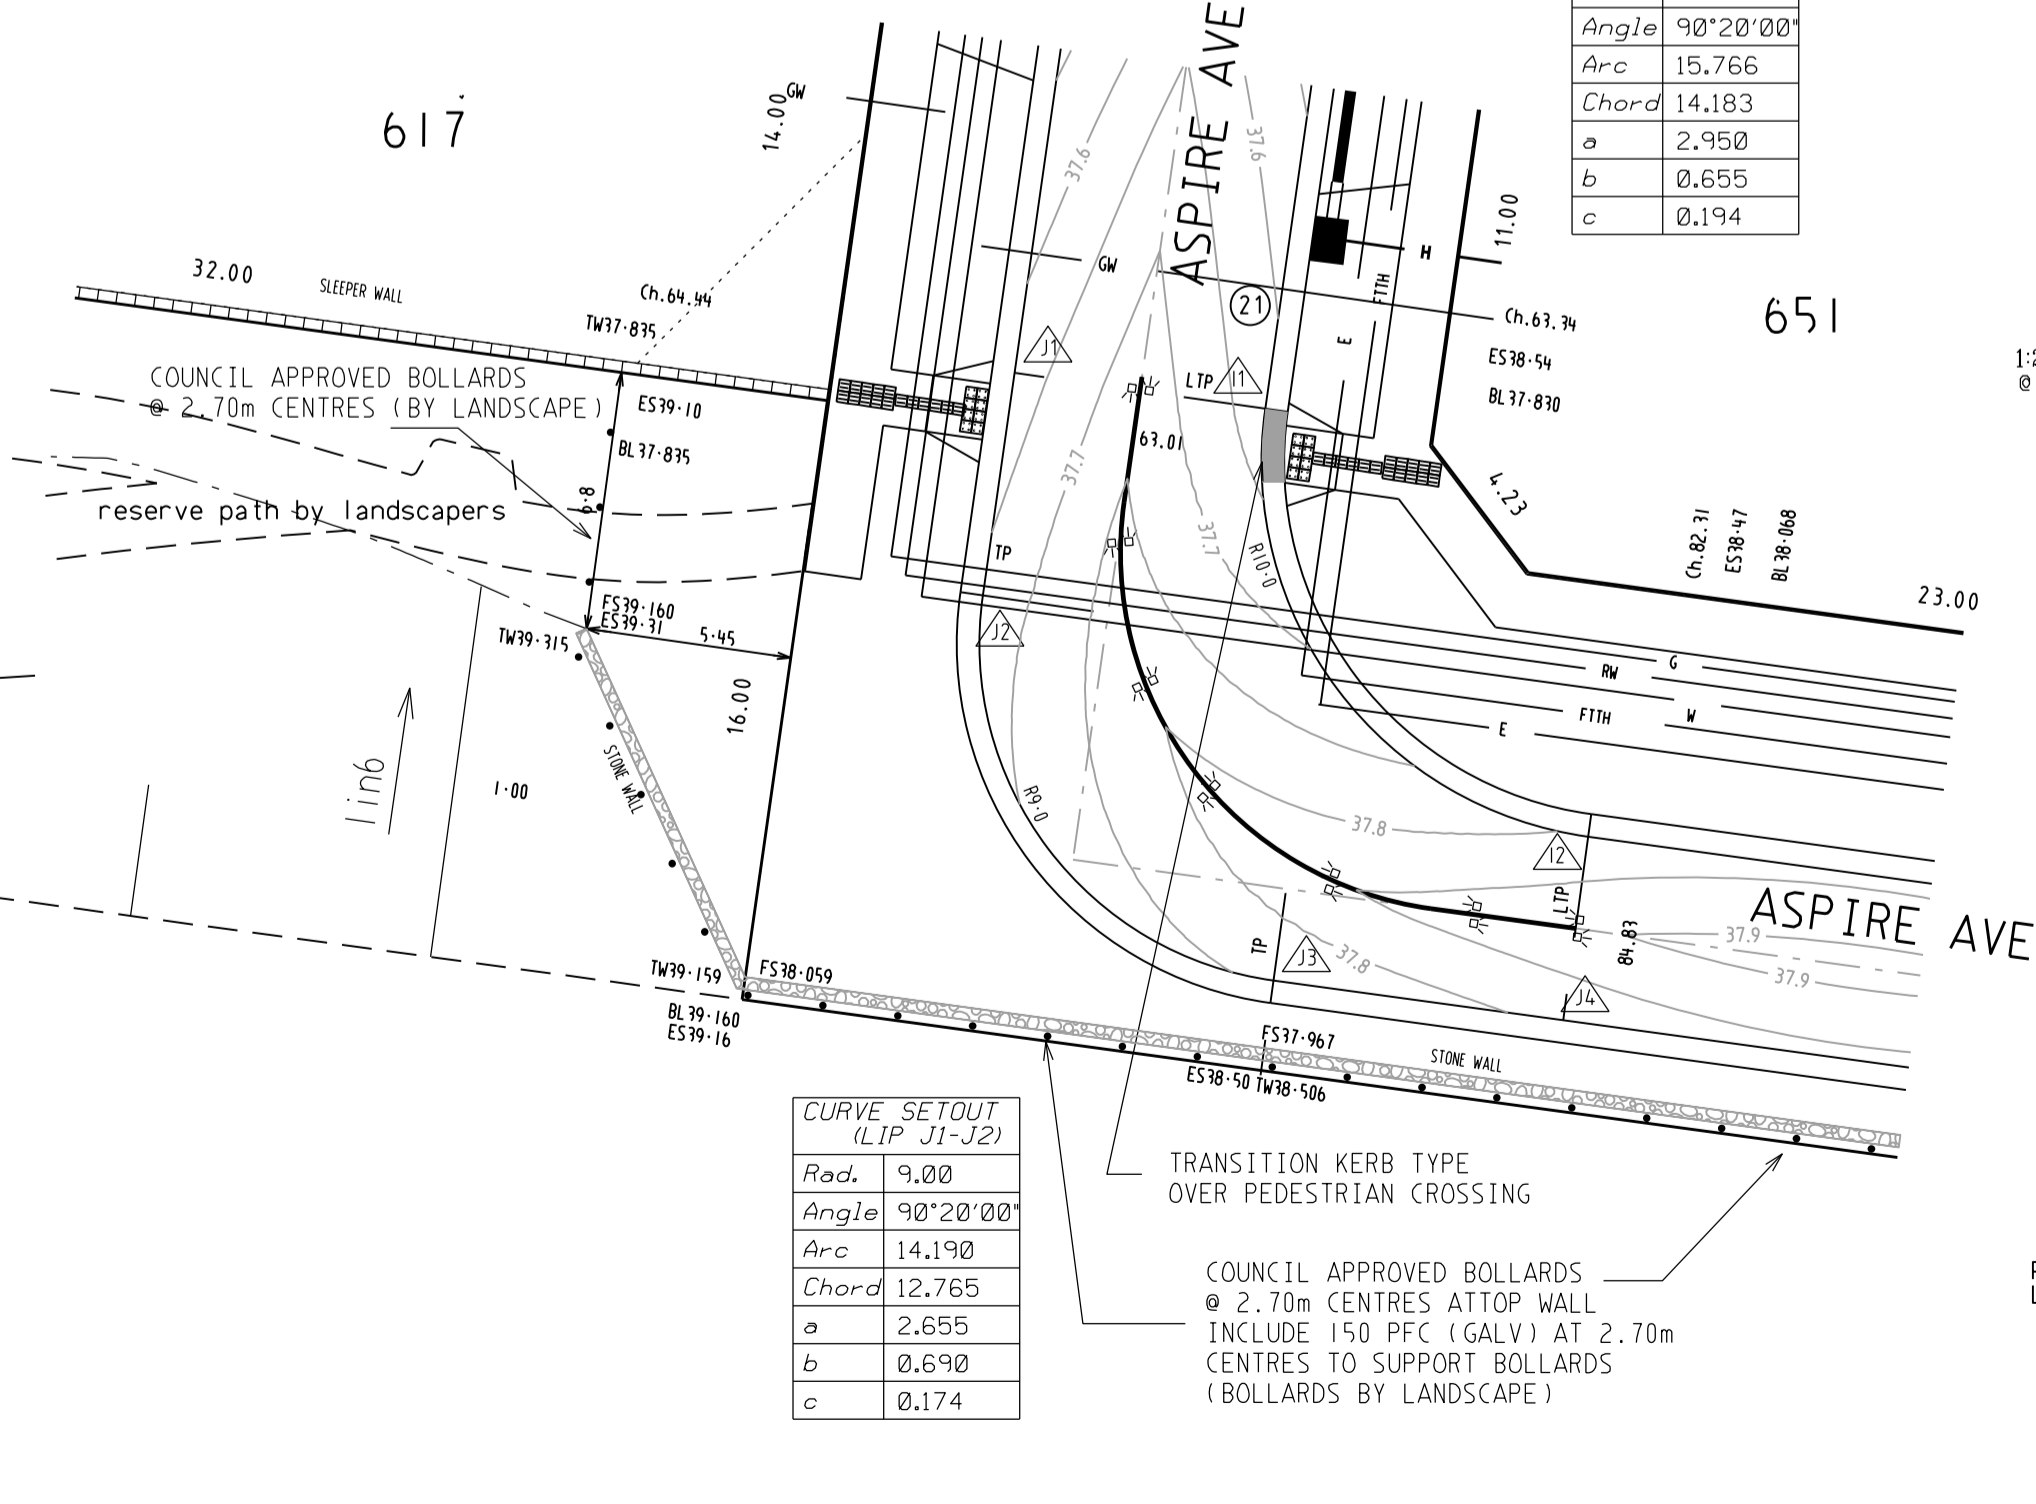 Angle 90°20'00"
Arc 15.766
Chord 14.183
a 2.950
b 0.655
c 0.194
617
14.00
GW
ASPIRE AVE
37.6
37.6
11.00
H
FTTH
E
GW
21
651
Ch.63.34
ES38·54
BL37·830
32.00
SLEEPER WALL
Ch.64.44
TW37·835
COUNCIL APPROVED BOLLARDS
@ 2.70m CENTRES (BY LANDSCAPE)
ES39·10
BL37·835
6·8
J1
LTP
I1
63.01
37.7
37.7
R10·0
4.23
Ch.82.31
ES38·47
BL38·068
23.00
reserve path by landscapers
TP
FS39·160
ES39·31
TW39·315
5·45
J2
16.00
G
RW
W
FTTH
E
STONE WALL
1·00
R9·0
37.8
I2
LTP
84.83
ASPIRE AVE
37.9
37.9
TP
J3
37.8
J4
TW39·159
FS38·059
BL39·160
ES39·16
FS37·967
STONE WALL
ES38·50 TW38·506
CURVE SETOUT
(LIP J1-J2)
Rad. 9.00
Angle 90°20'00"
Arc 14.190
Chord 12.765
a 2.655
b 0.690
c 0.174
TRANSITION KERB TYPE
OVER PEDESTRIAN CROSSING
COUNCIL APPROVED BOLLARDS
@ 2.70m CENTRES ATTOP WALL
INCLUDE 150 PFC (GALV) AT 2.70m
CENTRES TO SUPPORT BOLLARDS
(BOLLARDS BY LANDSCAPE)